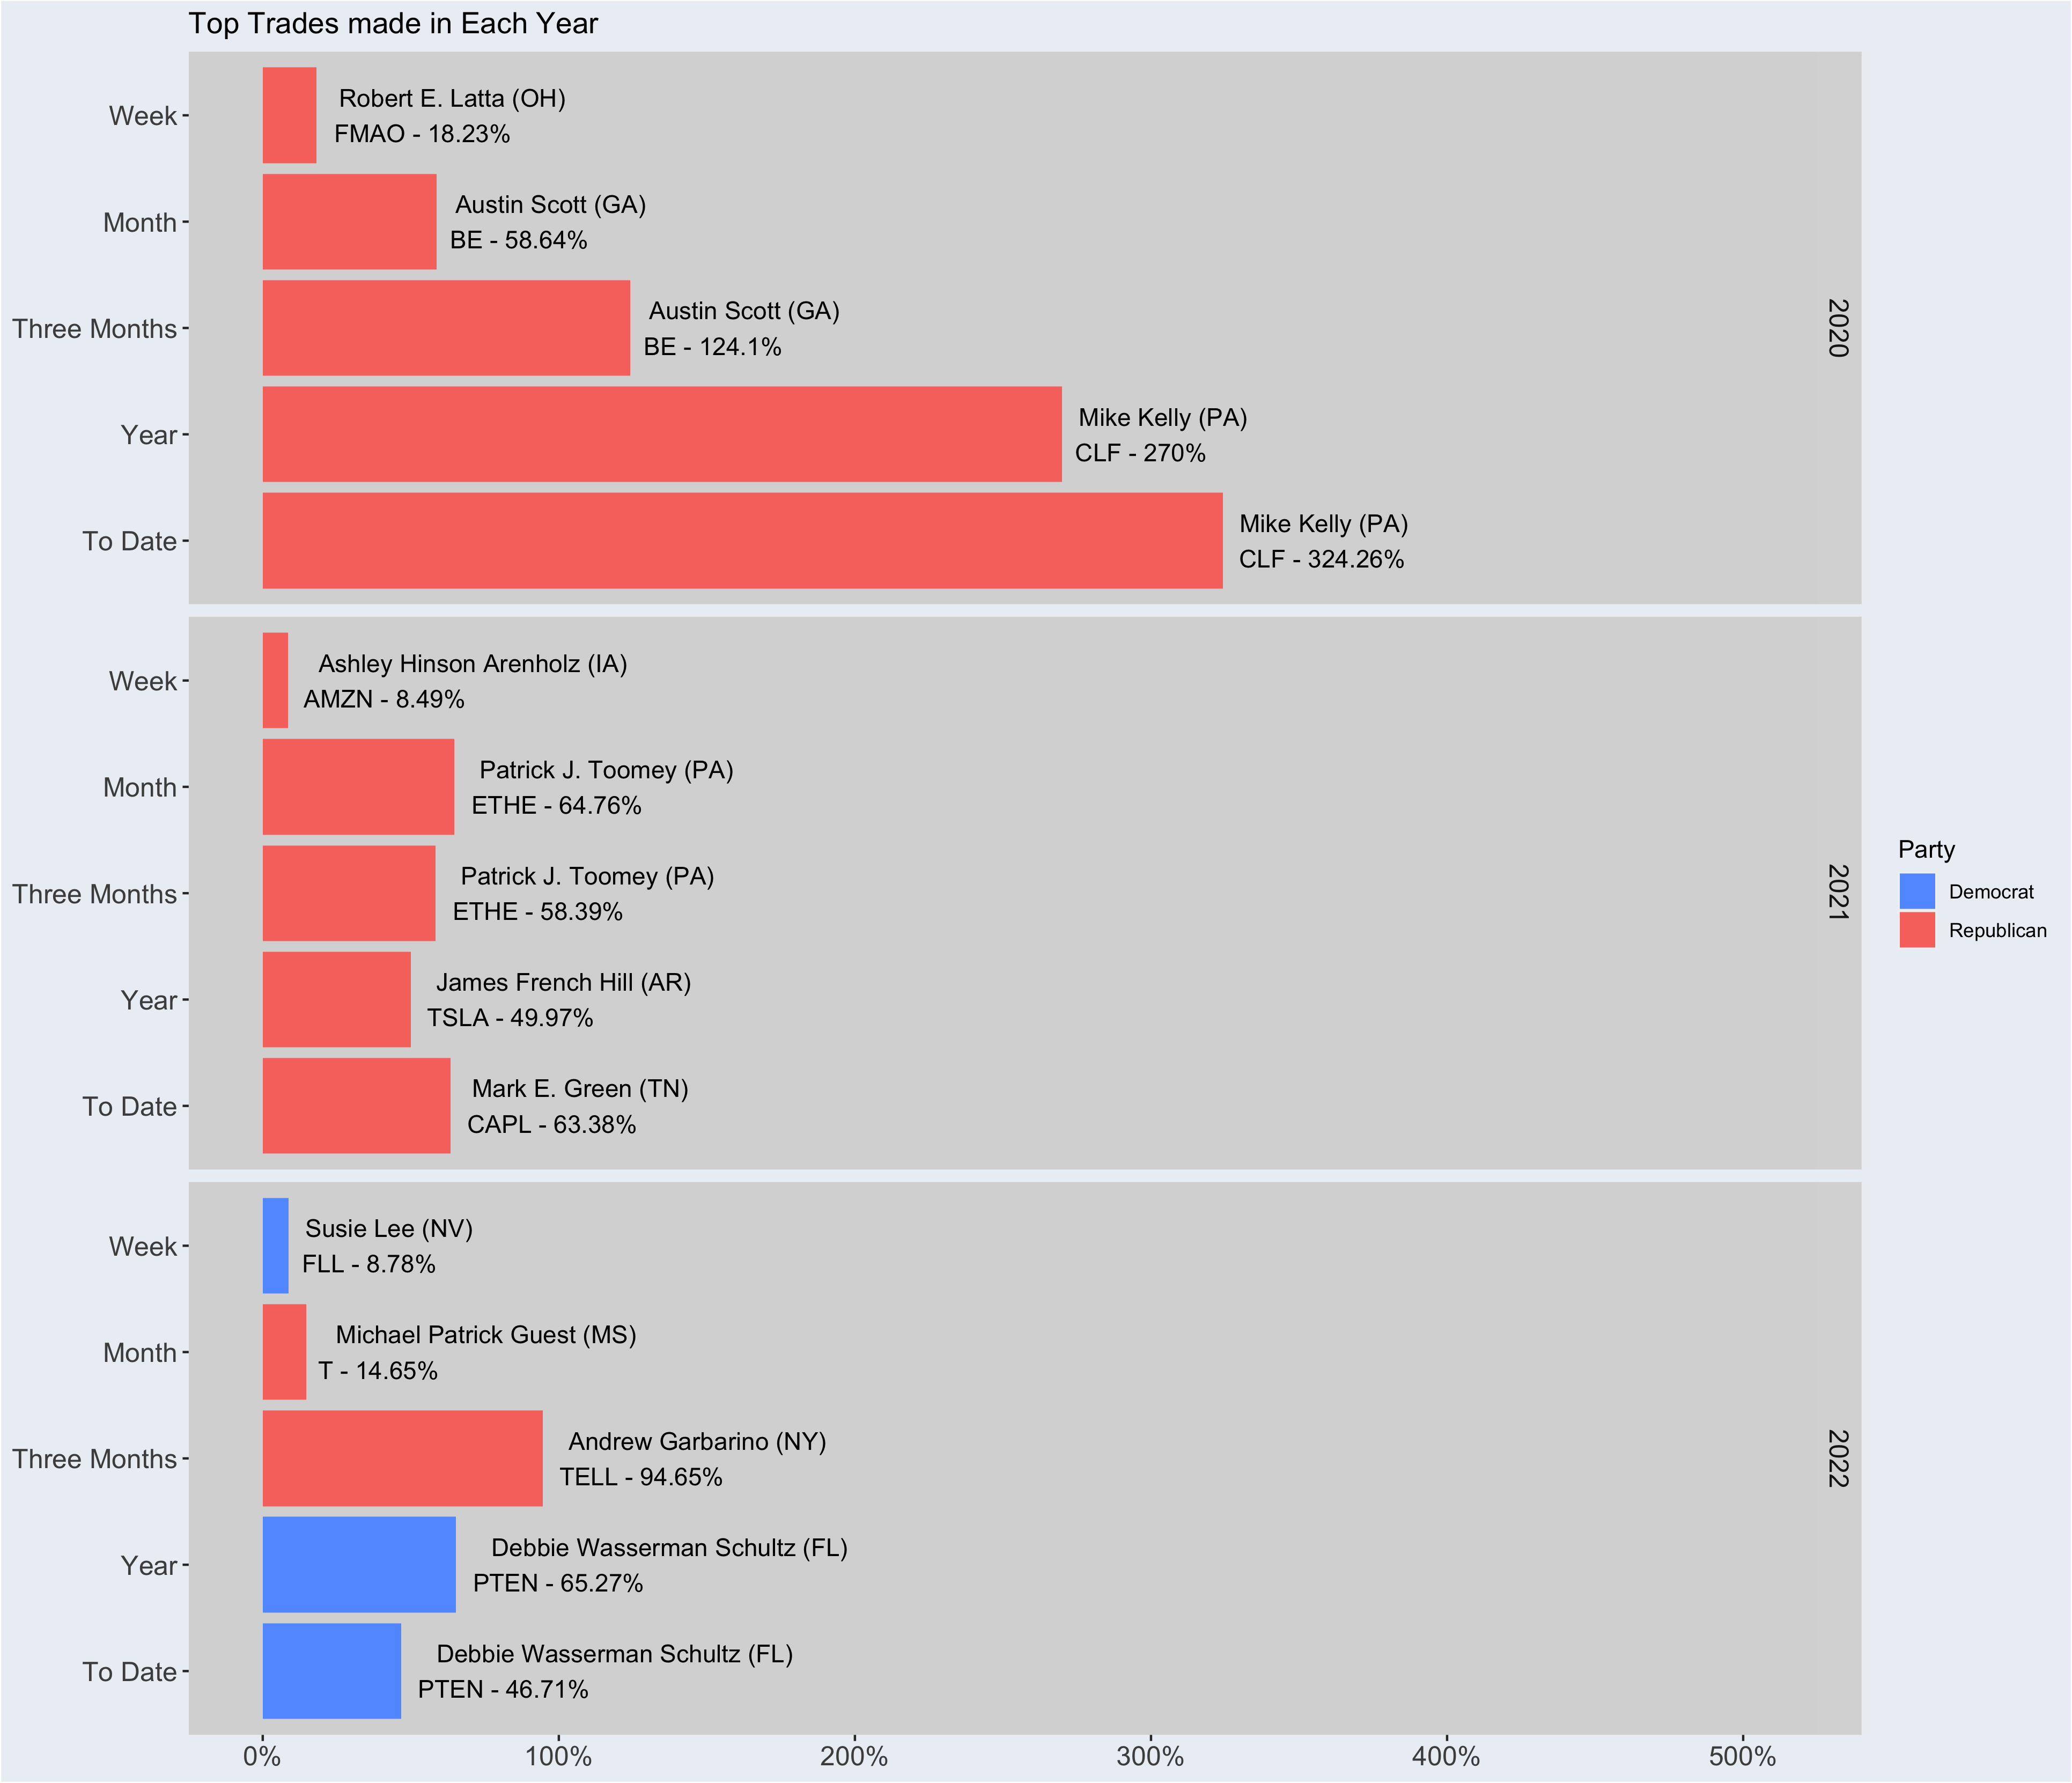 Top Trades made in Each Year
Week
Robert E. Latta (OH)
FMAO - 18.23%
Month
Austin Scott (GA)
BE - 58.64%
Three Months
Austin Scott (GA)
BE - 124.1%
Year
Mike Kelly (PA)
CLF - 270%
To Date
Mike Kelly (PA)
CLF - 324.26%
2020
Week
Ashley Hinson Arenholz (IA)
AMZN - 8.49%
Month
Patrick J. Toomey (PA)
ETHE - 64.76%
Three Months
Patrick J. Toomey (PA)
ETHE - 58.39%
Year
James French Hill (AR)
TSLA - 49.97%
To Date
Mark E. Green (TN)
CAPL - 63.38%
2021
Week
Susie Lee (NV)
FLL - 8.78%
Month
Michael Patrick Guest (MS)
T - 14.65%
Three Months
Andrew Garbarino (NY)
TELL - 94.65%
Year
Debbie Wasserman Schultz (FL)
PTEN - 65.27%
To Date
Debbie Wasserman Schultz (FL)
PTEN - 46.71%
2022
0% 100% 200% 300% 400% 500%
Party
Democrat
Republican